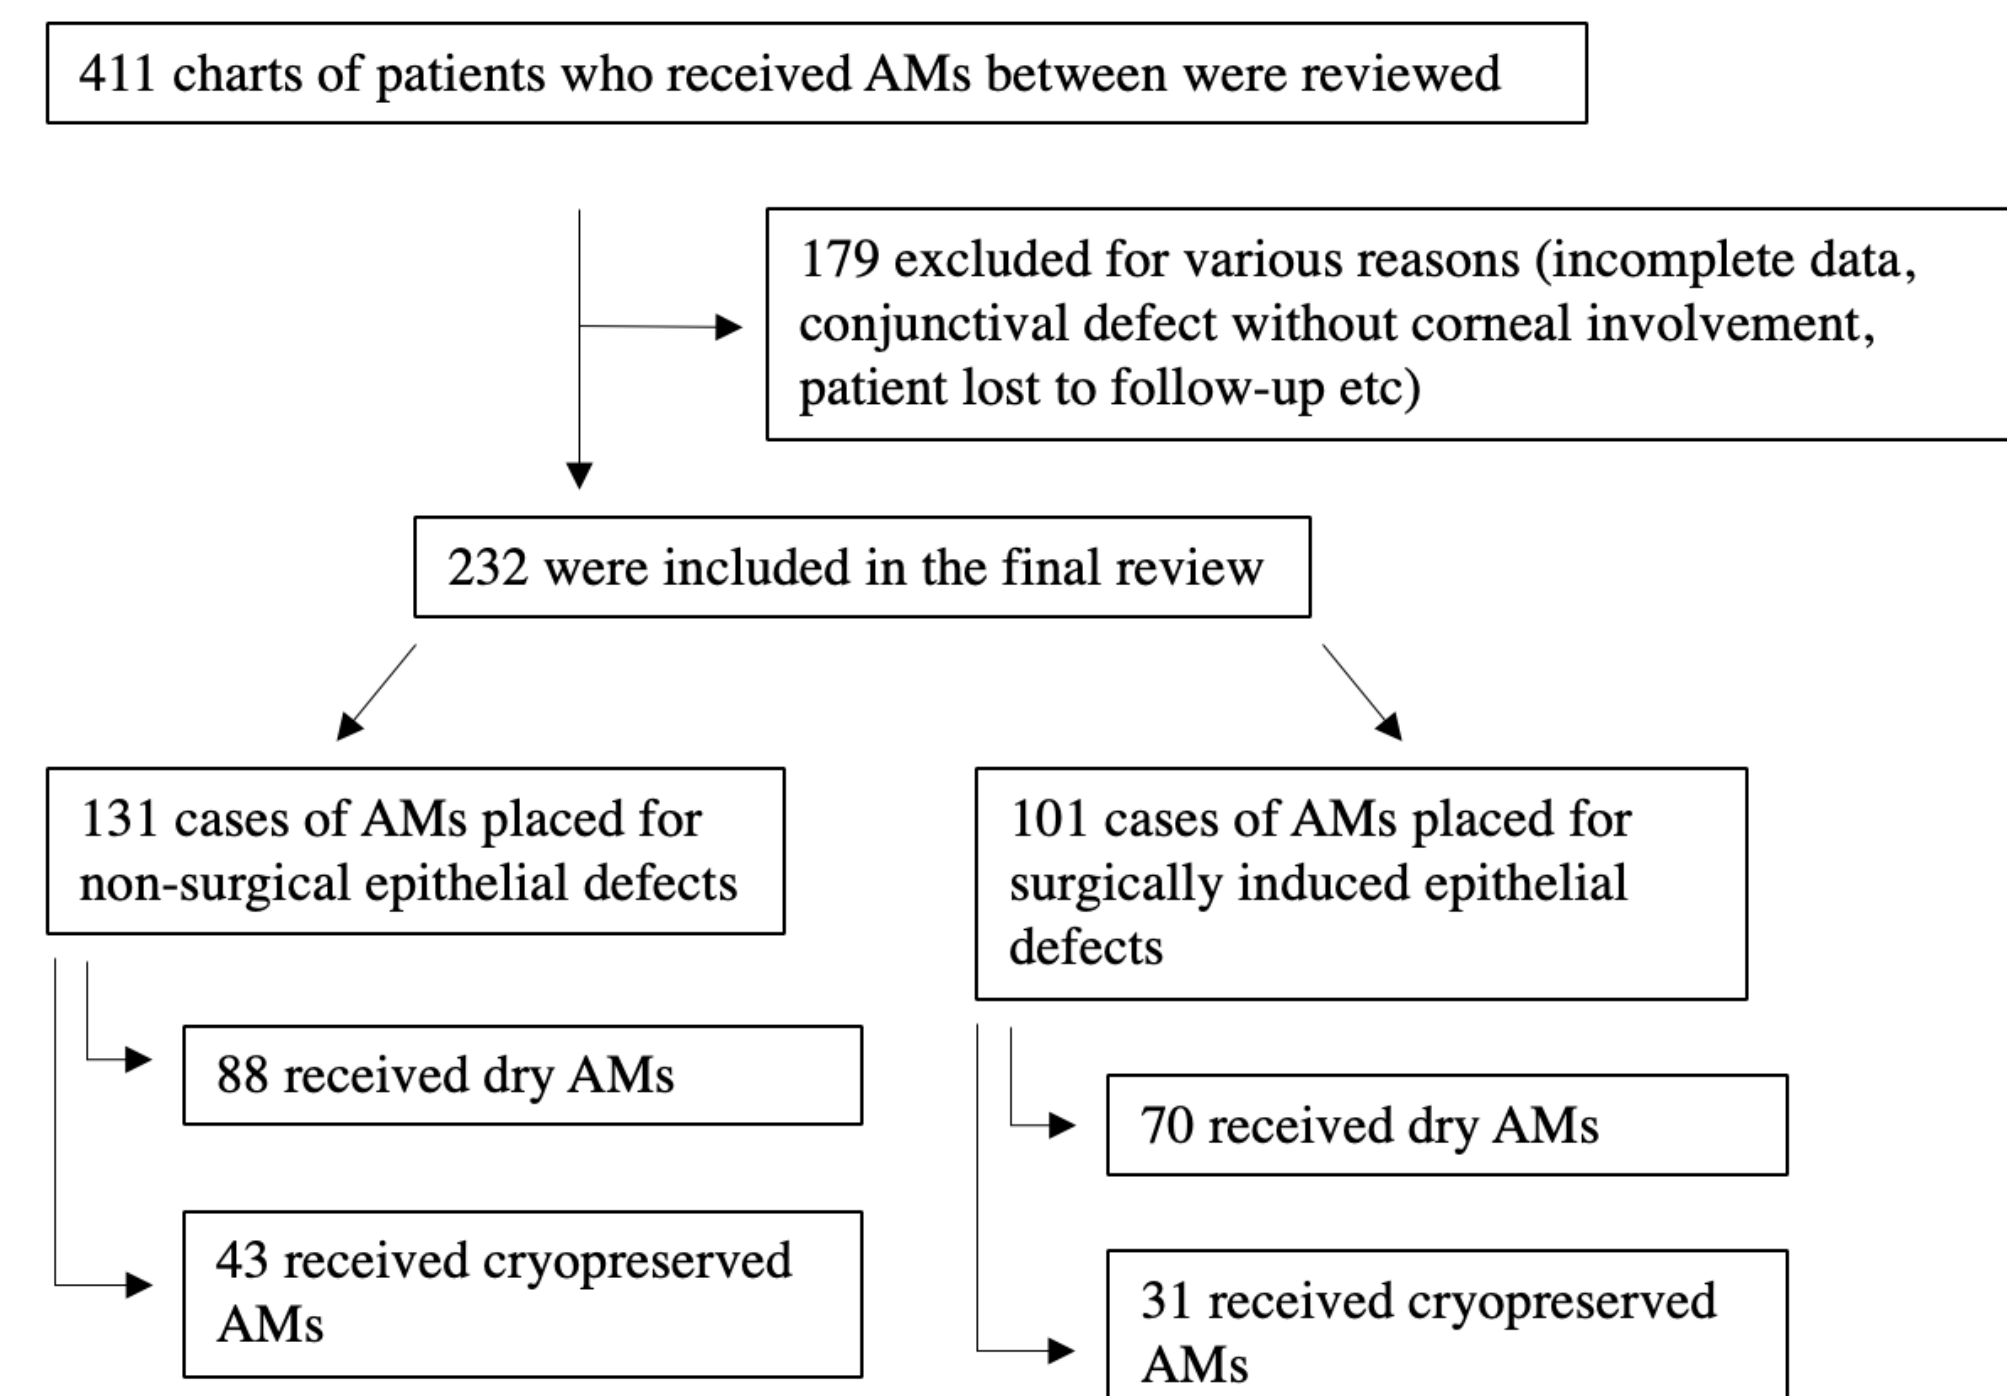 411 charts of patients who received AMs between were reviewed
179 excluded for various reasons (incomplete data,
conjunctival defect without corneal involvement,
patient lost to follow-up etc)
232 were included in the final review
131 cases of AMs placed for
non-surgical epithelial defects
101 cases of AMs placed for
surgically induced epithelial
defects
88 received dry AMs
70 received dry AMs
43 received cryopreserved
AMs
31 received cryopreserved
AMs